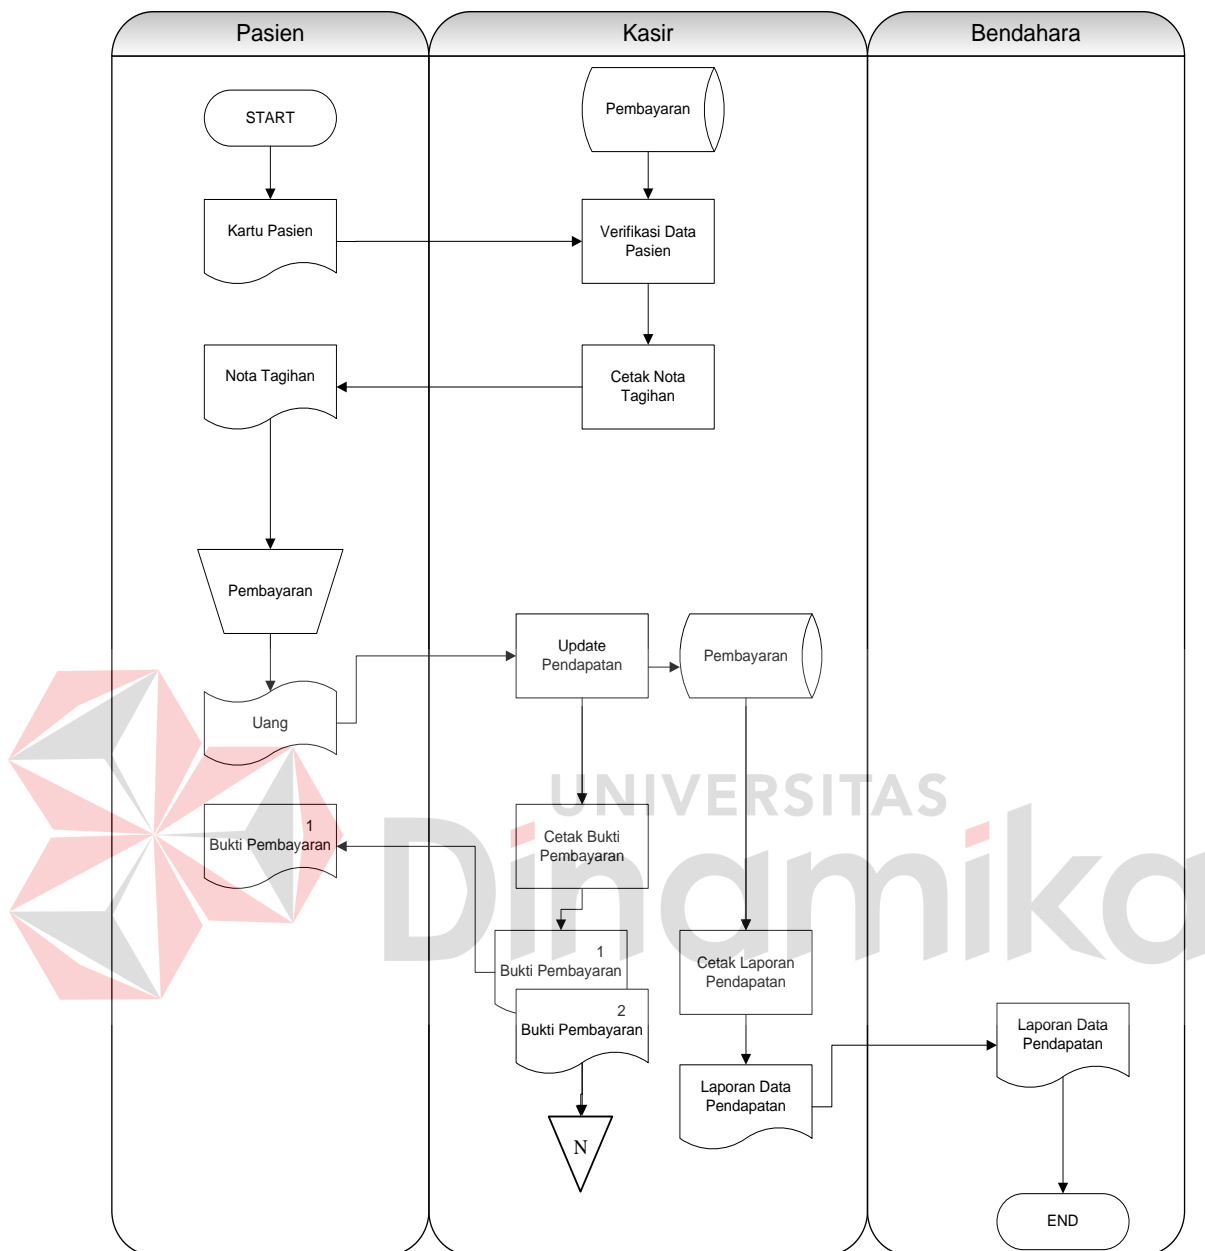 Pasien
Kasir
Bendahara
START
Pembayaran
Kartu Pasien
Verifikasi Data
Pasien
Nota Tagihan
Cetak Nota
Tagihan
Pembayaran
Update
Pendapatan
Pembayaran
Uang
UNIVERSITAS
Dinamika
1
Bukti Pembayaran
Cetak Bukti
Pembayaran
1
Bukti Pembayaran
2
Bukti Pembayaran
Cetak Laporan
Pendapatan
Laporan Data
Pendapatan
Laporan Data
Pendapatan
N
END